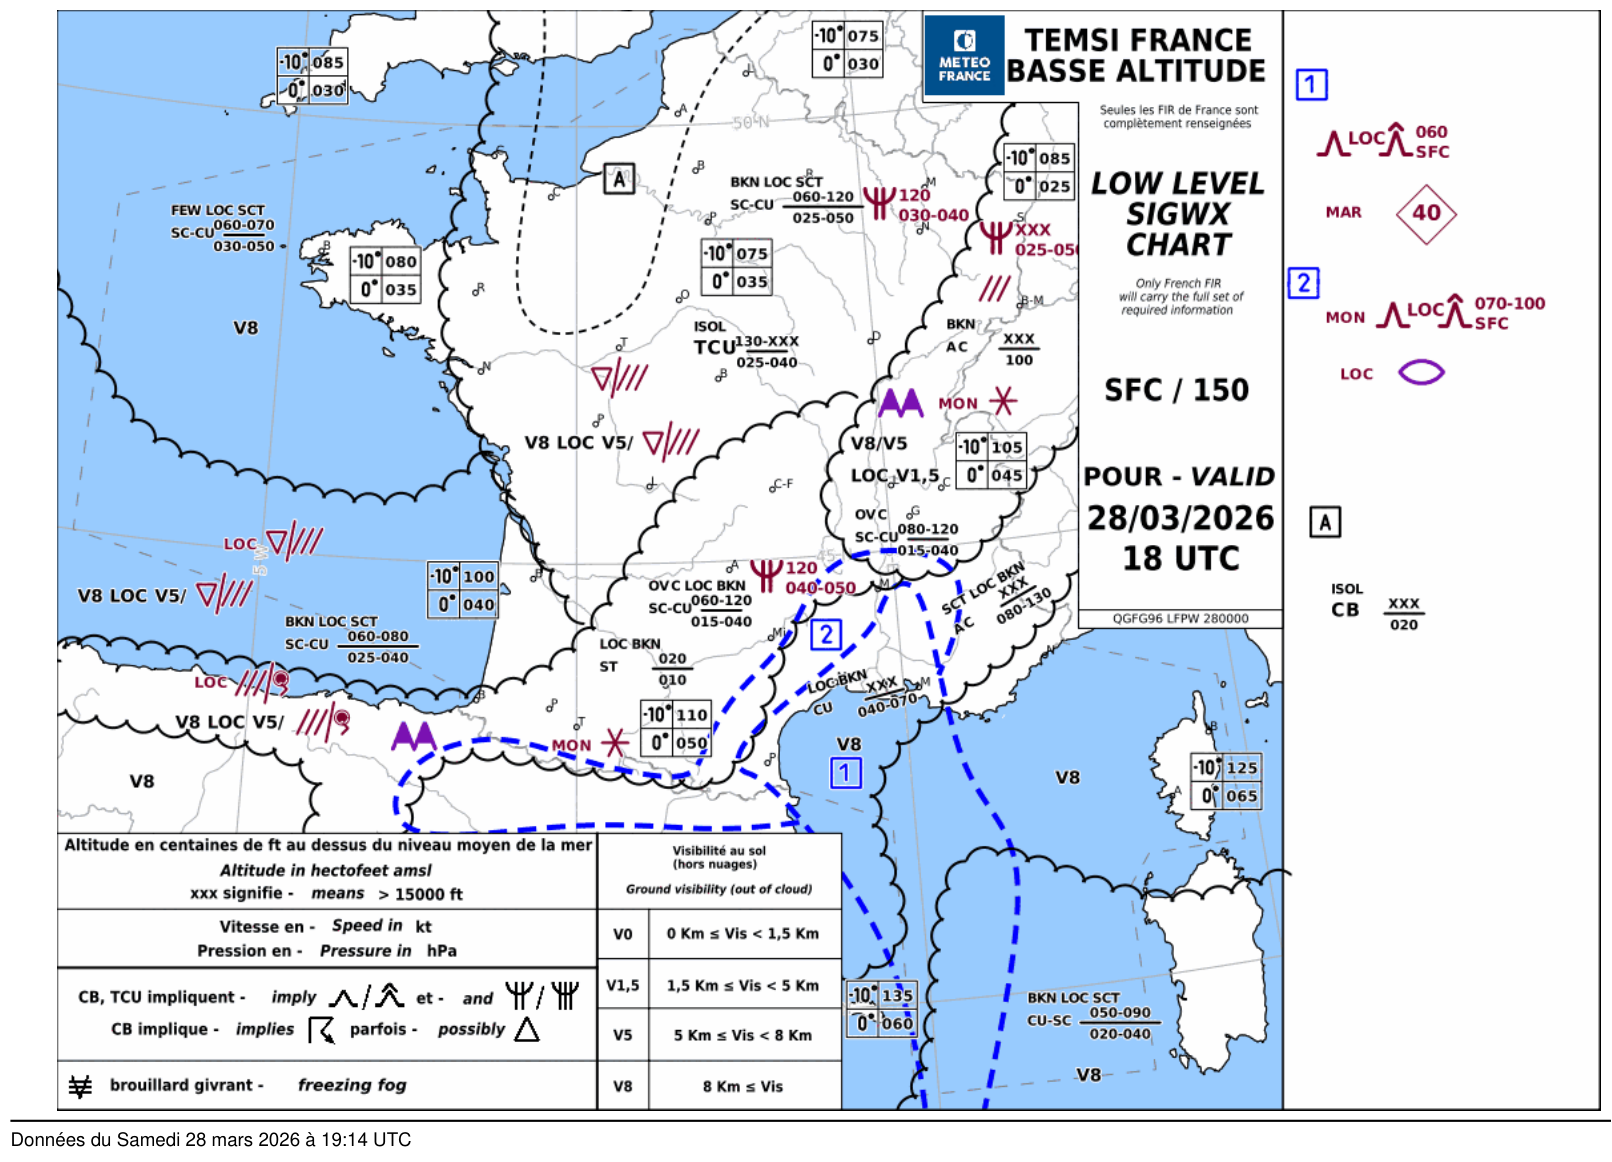 METEO
FRANCE
TEMSI FRANCE
BASSE ALTITUDE
Seules les FIR de France sont
complètement renseignées
LOW LEVEL
SIGWX
CHART
Only French FIR
will carry the full set of
required information
SFC / 150
POUR - VALID
28/03/2026
18 UTC
QGFG96 LFPW 280000
-10° 085
0° 030
-10° 075
0° 030
50°N
-10° 085
0° 025
A
BKN LOC SCT
SC-CU 060-120
025-050
120
030-040
FEW LOC SCT
SC-CU 060-070
030-050
XXX
025-050
-10° 080
0° 035
-10° 075
0° 035
V8
ISOL
TCU 130-XXX
025-040
BKN
AC XXX
100
MON
V8 LOC V5/
V8/V5
LOC V1,5
-10° 105
0° 045
OVC
SC-CU 080-120
015-040
LOC
V8 LOC V5/
-10° 100
0° 040
120
040-050
OVC LOC BKN
SC-CU 060-120
015-040
SCT LOC BKN
AC XXX
080-130
BKN LOC SCT
SC-CU 060-080
025-040
2
LOC BKN
ST 020
010
LOC BKN
CU XXX
040-070
LOC
V8 LOC V5/
MON
-10° 110
0° 050
V8
1
V8
V8
-10° 125
0° 065
-10° 135
0° 060
BKN LOC SCT
CU-SC 050-090
020-040
V8
Altitude en centaines de ft au dessus du niveau moyen de la mer
Altitude in hectofeet amsl
xxx signifie - means > 15000 ft
Vitesse en - Speed in kt
Pression en - Pressure in hPa
CB, TCU impliquent - imply / et - and /
CB implique - implies parfois - possibly
brouillard givrant - freezing fog
Visibilité au sol
(hors nuages)
Ground visibility (out of cloud)
V0 0 Km ≤ Vis < 1,5 Km
V1,5 1,5 Km ≤ Vis < 5 Km
V5 5 Km ≤ Vis < 8 Km
V8 8 Km ≤ Vis
1
LOC 060
SFC
MAR 40
2
MON LOC 070-100
SFC
LOC
A
ISOL
CB XXX
020
Données du Samedi 28 mars 2026 à 19:14 UTC